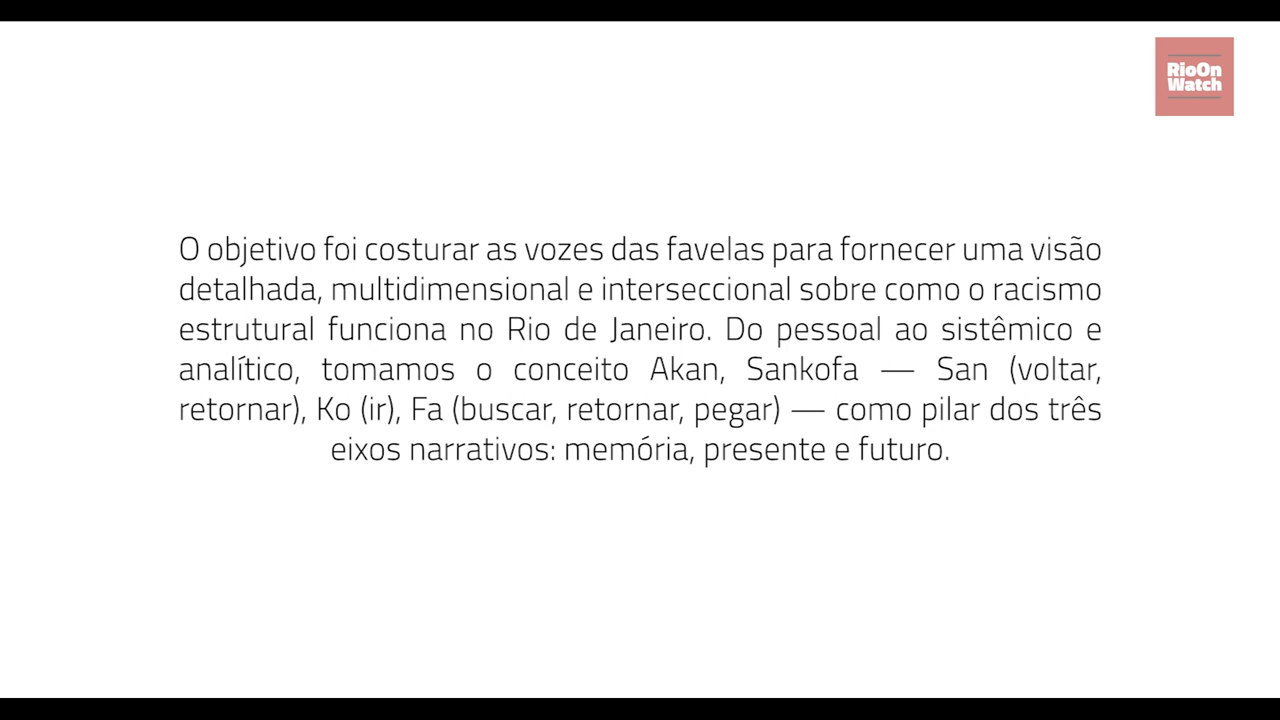 RioOn
Watch
O objetivo foi costurar as vozes das favelas para fornecer uma visão
detalhada, multidimensional e interseccional sobre como o racismo
estrutural funciona no Rio de Janeiro. Do pessoal ao sistêmico e
analítico, tomamos o conceito Akan, Sankofa — San (voltar,
retornar), Ko (ir), Fa (buscar, retornar, pegar) — como pilar dos três
eixos narrativos: memória, presente e futuro.